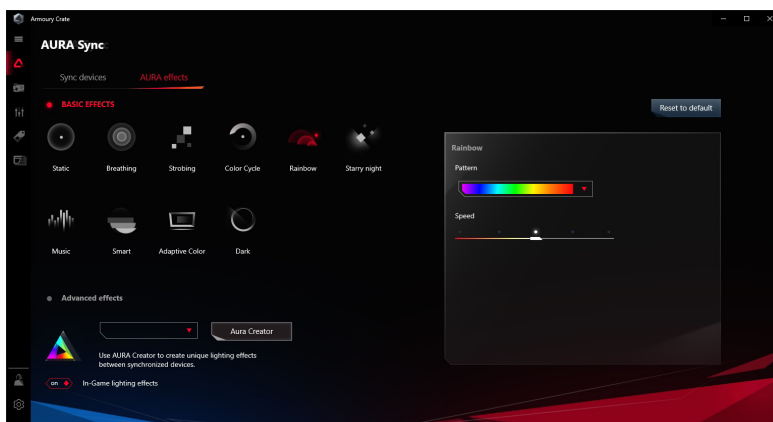 Armoury Crate
AURA Sync
Sync devices
AURA effects
BASIC EFFECTS
Reset to default
Static
Breathing
Strobing
Color Cycle
Rainbow
Starry night
Music
Smart
Adaptive Color
Dark
Rainbow
Pattern
Speed
Advanced effects
Aura Creator
Use AURA Creator to create unique lighting effects
between synchronized devices.
on
In-Game lighting effects